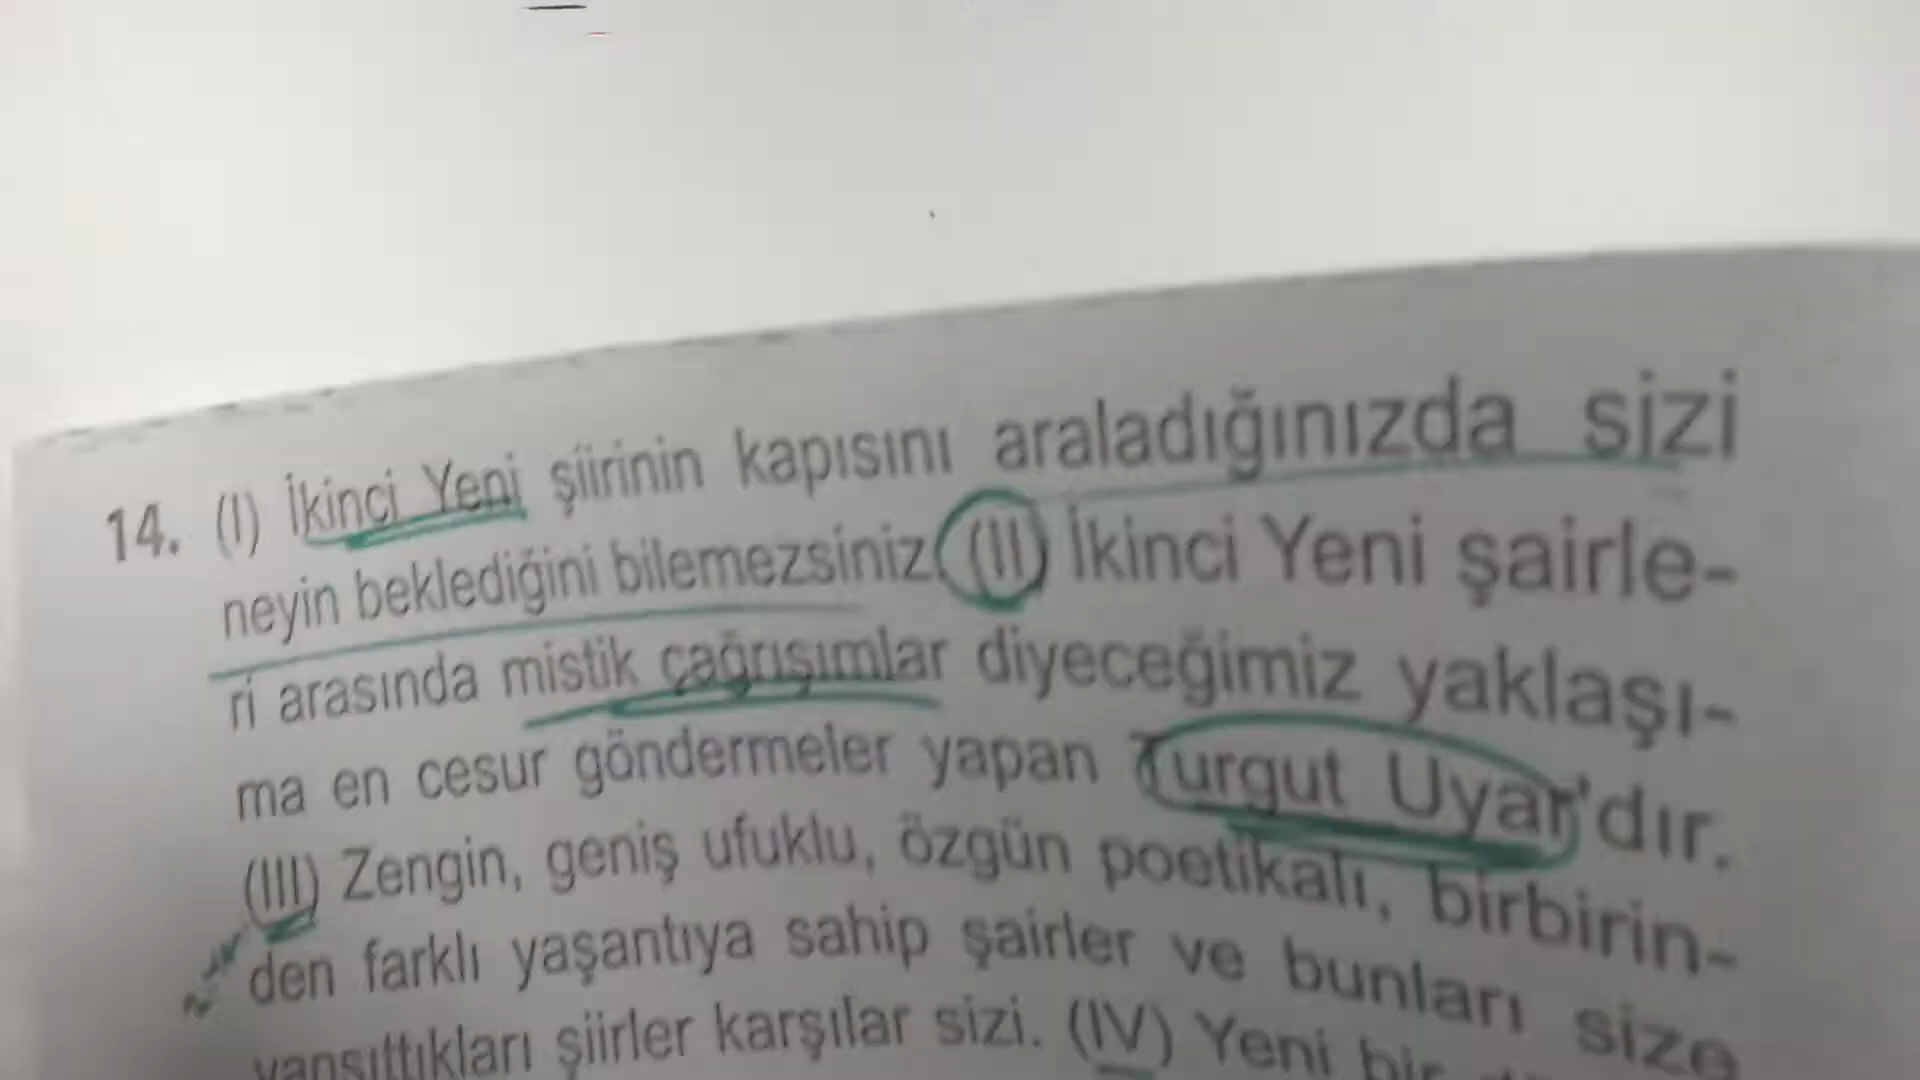 14. (I) İkinci Yeni şiirinin kapısını araladığınızda sizi
neyin beklediğini bilemezsiniz. (II) İkinci Yeni şairle-
ri arasında mistik çağrışımlar diyeceğimiz yaklaşı-
ma en cesur göndermeler yapan Turgut Uyar'dır.
(III) Zengin, geniş ufuklu, özgün poetikalı, birbirin-
den farklı yaşantıya sahip şairler ve bunları size
yansıttıkları şiirler karşılar sizi. (IV) Yeni bir